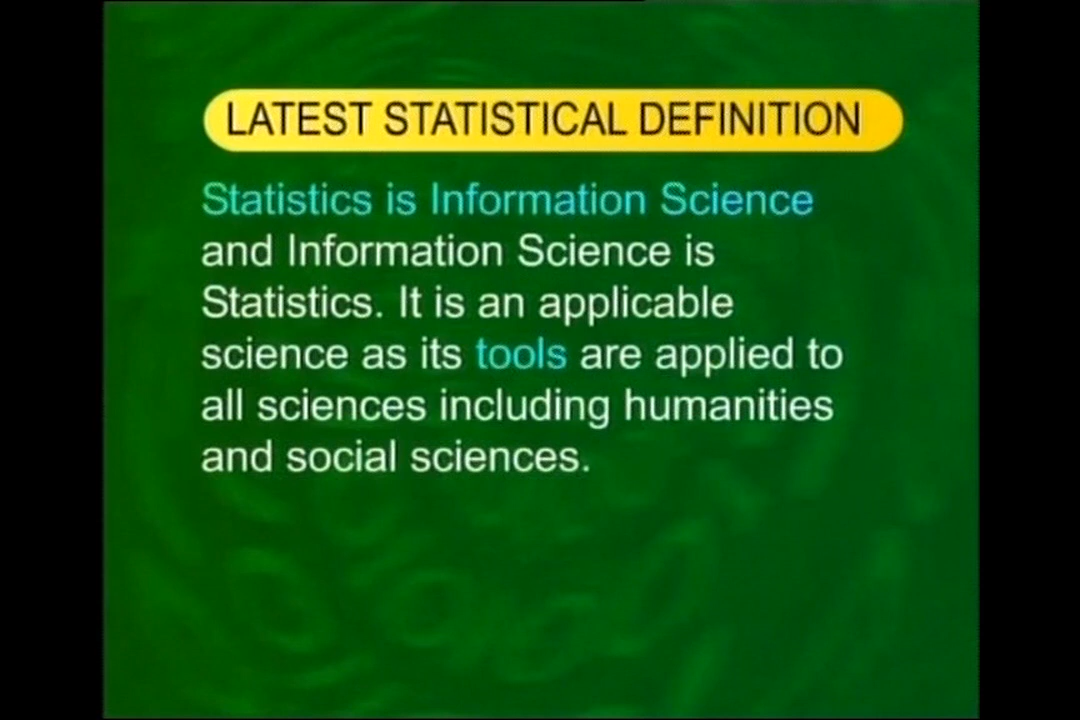 LATEST STATISTICAL DEFINITION
Statistics is Information Science
and Information Science is
Statistics. It is an applicable
science as its tools are applied to
all sciences including humanities
and social sciences.